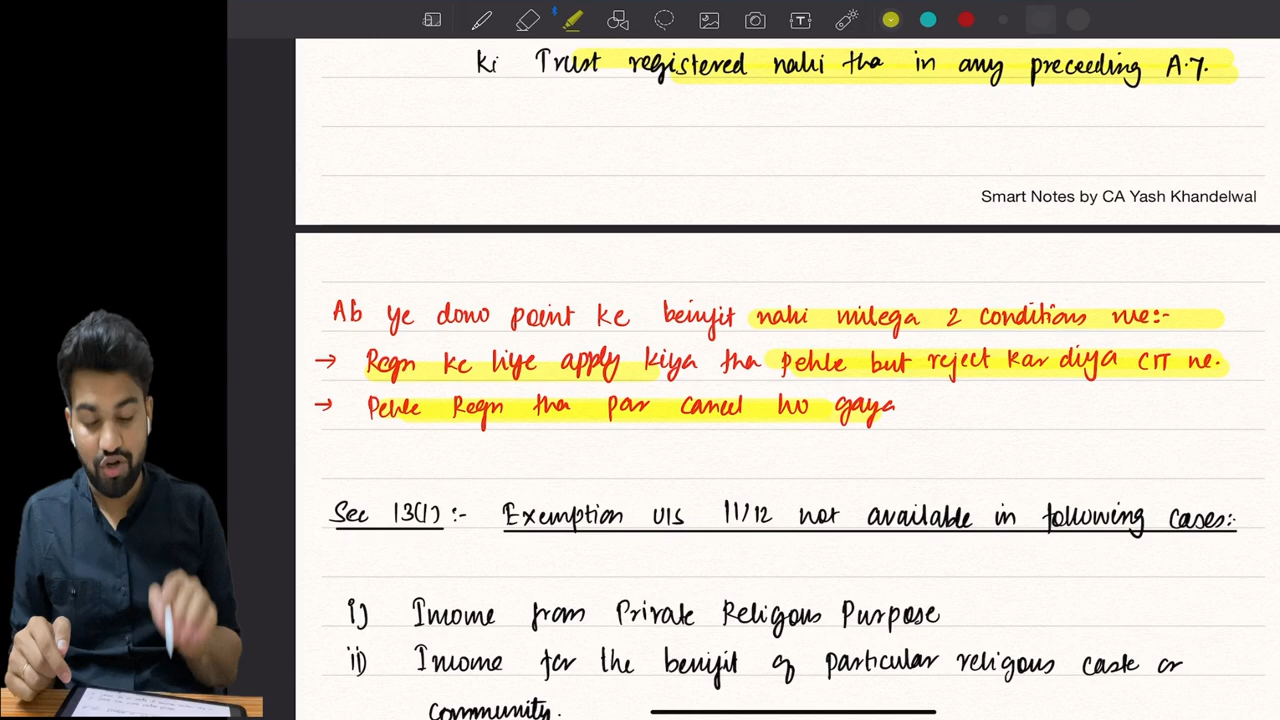 ki Trust registered nahi tha in any preceeding A.Y.
Smart Notes by CA Yash Khandelwal
Ab ye dono point ke benifit nahi milega 2 conditions me:-
→ Regn ke liye apply kiya tha pehle but reject kar diya CIT ne.
→ Pehle Regn tha par cancel ho gaya
Sec 13(1):- Exemption u/s 11/12 not available in following cases:-
i) Income from Private Religous Purpose
ii) Income for the benifit of particular religious caste or
community.